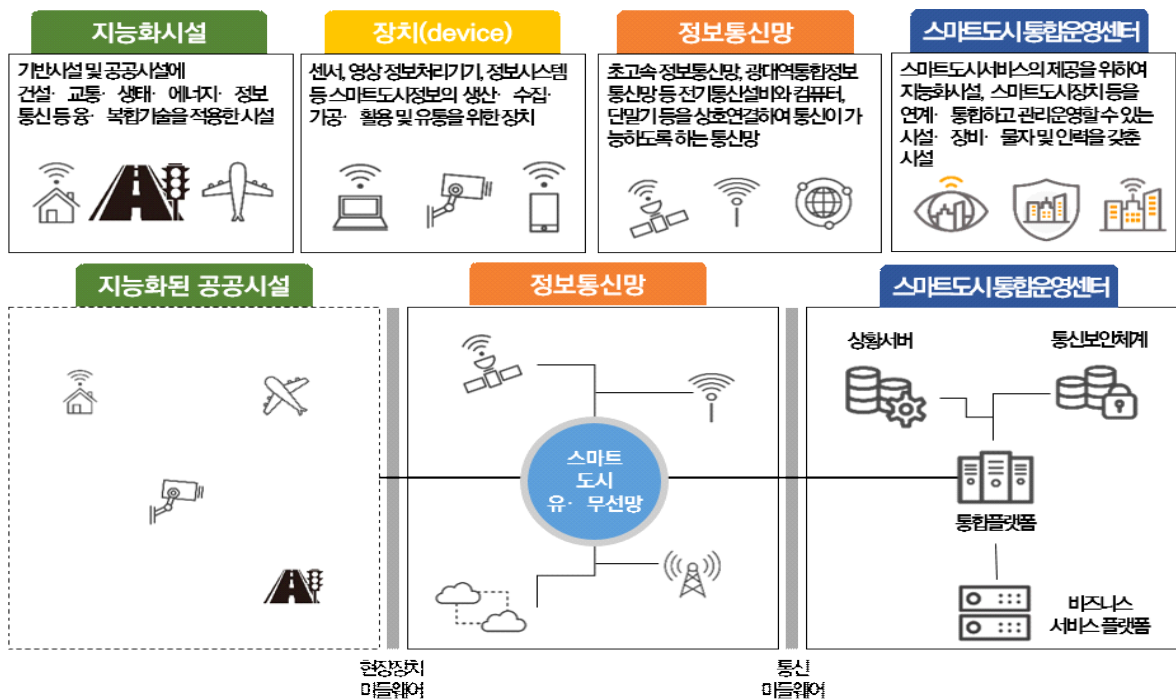 지능화시설
기반시설 및 공공시설에
건설· 교통· 생태· 에너지· 정보
통신 등 융· 복합기술을 적용한 시설
장치(device)
센서, 영상 정보처리기기, 정보시스템
등 스마트도시정보의 생산· 수집·
가공· 활용 및 유통을 위한 장치
정보통신망
초고속 정보통신망, 광대역통합정보
통신망 등 전기통신설비와 컴퓨터,
단말기 등을 상호연결하여 통신이 가
능하도록 하는 통신망
스마트도시 통합운영센터
스마트도시서비스의 제공을 위하여
지능화시설, 스마트도시장치 등을
연계· 통합하고 관리운영할 수 있는
시설· 장비· 물자 및 인력을 갖춘
시설
지능화된 공공시설
정보통신망
스마트
도시
유· 무선망
스마트도시 통합운영센터
상황서버
통신보안체계
통합플랫폼
비즈니스
서비스 플랫폼
현장장치
미들웨어
통신
미들웨어